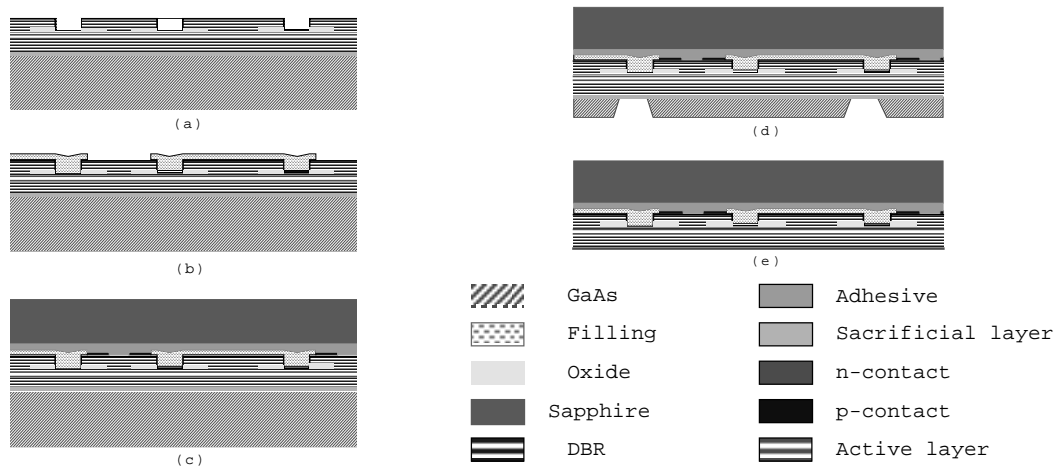 (a)
(b)
(c)
(d)
(e)
GaAs
Filling
Oxide
Sapphire
DBR
Adhesive
Sacrificial layer
n-contact
p-contact
Active layer